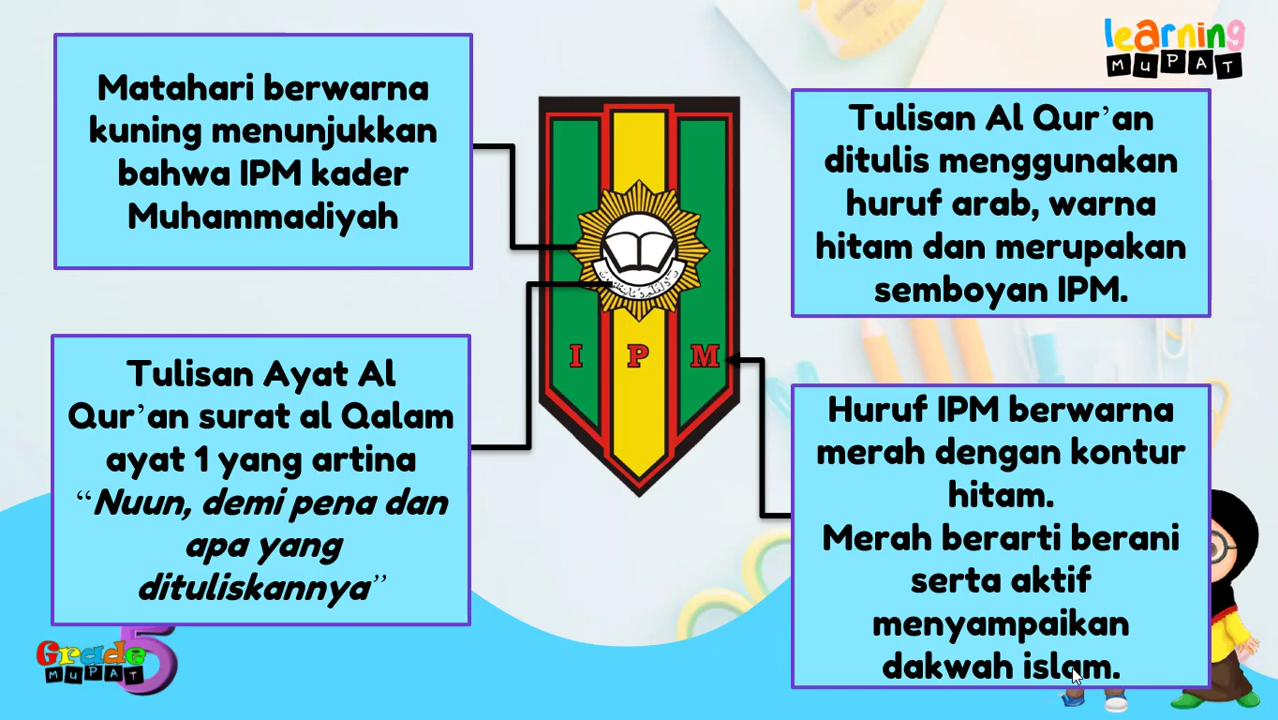 Matahari berwarna
kuning menunjukkan
bahwa IPM kader
Muhammadiyah
Tulisan Ayat Al
Qur’an surat al Qalam
ayat 1 yang artina
“Nuun, demi pena dan
apa yang
dituliskannya”
I P M
learning
MUPAT
Tulisan Al Qur’an
ditulis menggunakan
huruf arab, warna
hitam dan merupakan
semboyan IPM.
Huruf IPM berwarna
merah dengan kontur
hitam.
Merah berarti berani
serta aktif
menyampaikan
dakwah islam.
Grade 5
MUPAT